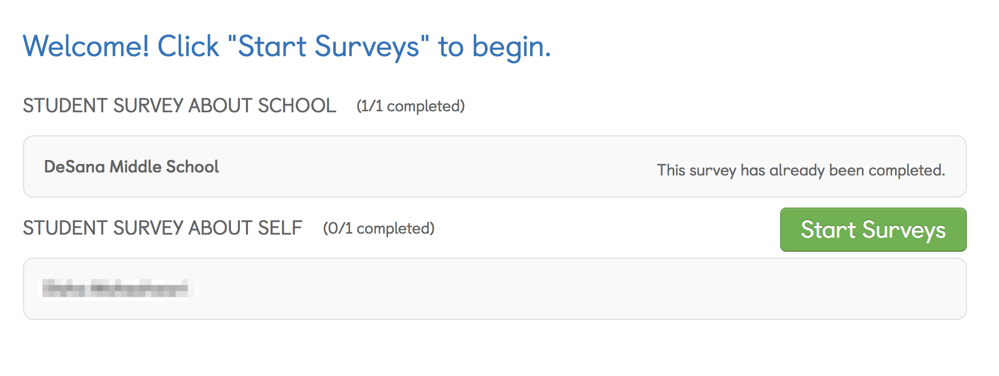 Welcome! Click "Start Surveys" to begin.
STUDENT SURVEY ABOUT SCHOOL (1/1 completed)
DeSana Middle School This survey has already been completed.
STUDENT SURVEY ABOUT SELF (0/1 completed) Start Surveys